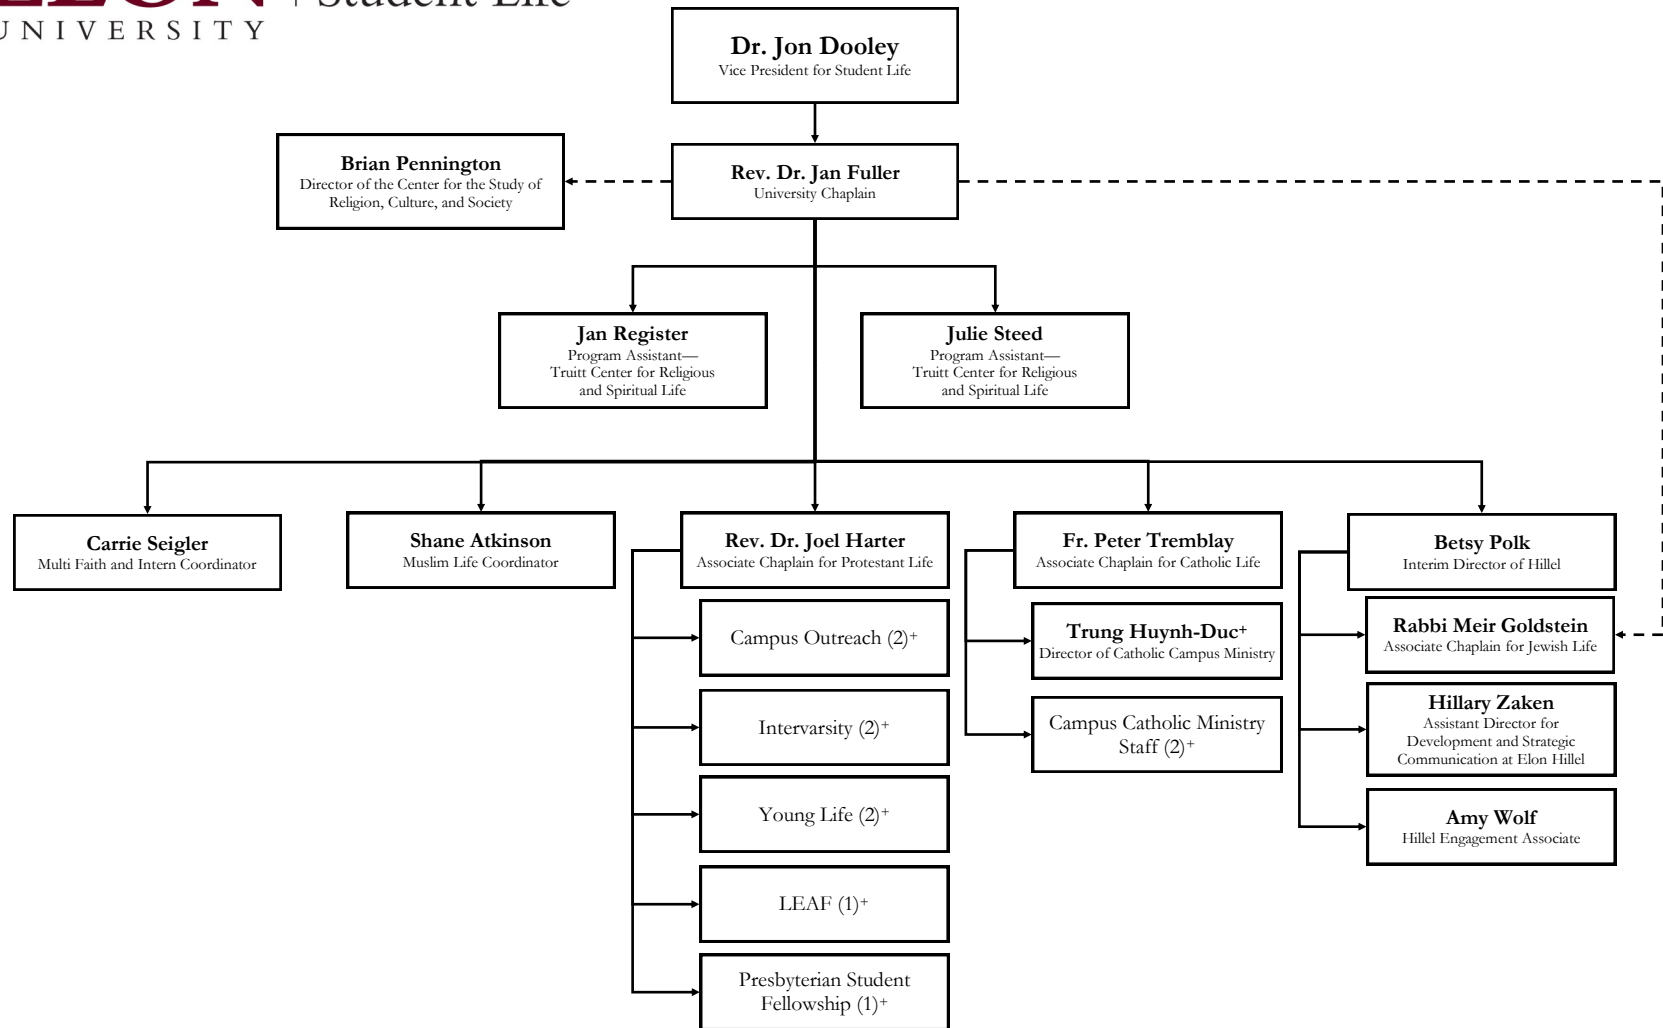 UNIVERSITY
Dr. Jon Dooley
Vice President for Student Life
Brian Pennington
Director of the Center for the Study of
Religion, Culture, and Society
Rev. Dr. Jan Fuller
University Chaplain
Jan Register
Program Assistant—
Truitt Center for Religious
and Spiritual Life
Julie Steed
Program Assistant—
Truitt Center for Religious
and Spiritual Life
Carrie Seigler
Multi Faith and Intern Coordinator
Shane Atkinson
Muslim Life Coordinator
Rev. Dr. Joel Harter
Associate Chaplain for Protestant Life
Campus Outreach (2)⁺
Intervarsity (2)⁺
Young Life (2)⁺
LEAF (1)⁺
Presbyterian Student
Fellowship (1)⁺
Fr. Peter Tremblay
Associate Chaplain for Catholic Life
Trung Huynh-Duc⁺
Director of Catholic Campus Ministry
Campus Catholic Ministry
Staff (2)⁺
Betsy Polk
Interim Director of Hillel
Rabbi Meir Goldstein
Associate Chaplain for Jewish Life
Hillary Zaken
Assistant Director for
Development and Strategic
Communication at Elon Hillel
Amy Wolf
Hillel Engagement Associate